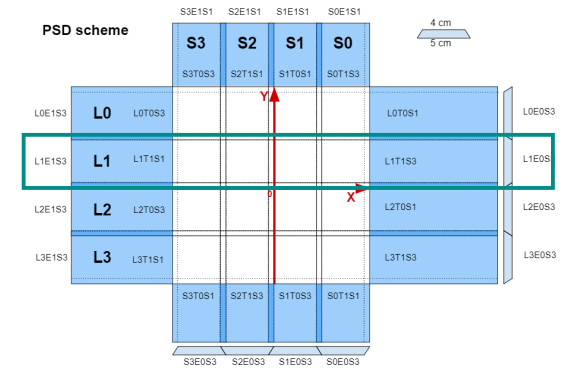 S3E1S1 S2E1S1 S1E1S1 S0E1S1
PSD scheme
4 cm
5 cm
S3 S2 S1 S0
S3T0S3 S2T1S1 S1T0S1 S0T1S3
Y
L0E1S3 L0 L0T0S3 L0T0S1 L0E0S3
L1E1S3 L1 L1T1S1 L1T1S3 L1E0S
0 X
L2E1S3 L2 L2T0S3 L2T0S1 L2E0S3
L3E1S3 L3 L3T1S1 L3T1S3 L3E0S3
S3T0S1 S2T1S3 S1T0S3 S0T1S1
S3E0S3 S2E0S3 S1E0S3 S0E0S3